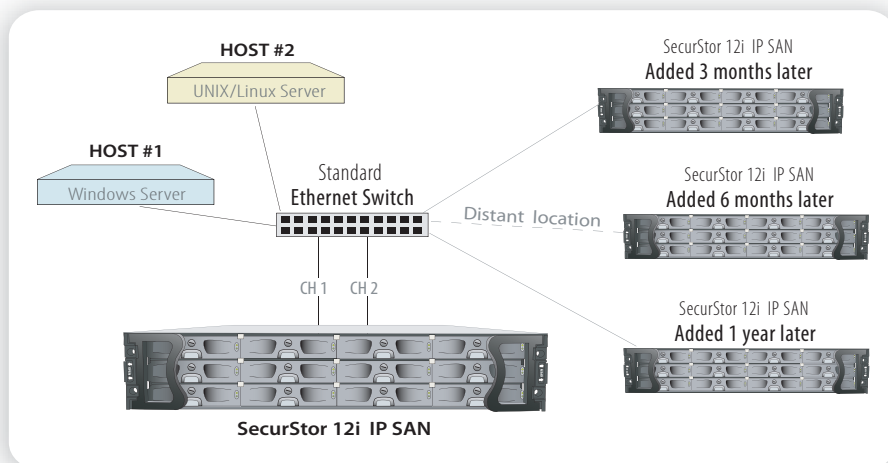 HOST #2
UNIX/Linux Server
HOST #1
Windows Server
Standard
Ethernet Switch
CH 1
CH 2
SecurStor 12i IP SAN
SecurStor 12i IP SAN
Added 3 months later
Distant location
SecurStor 12i IP SAN
Added 6 months later
SecurStor 12i IP SAN
Added 1 year later